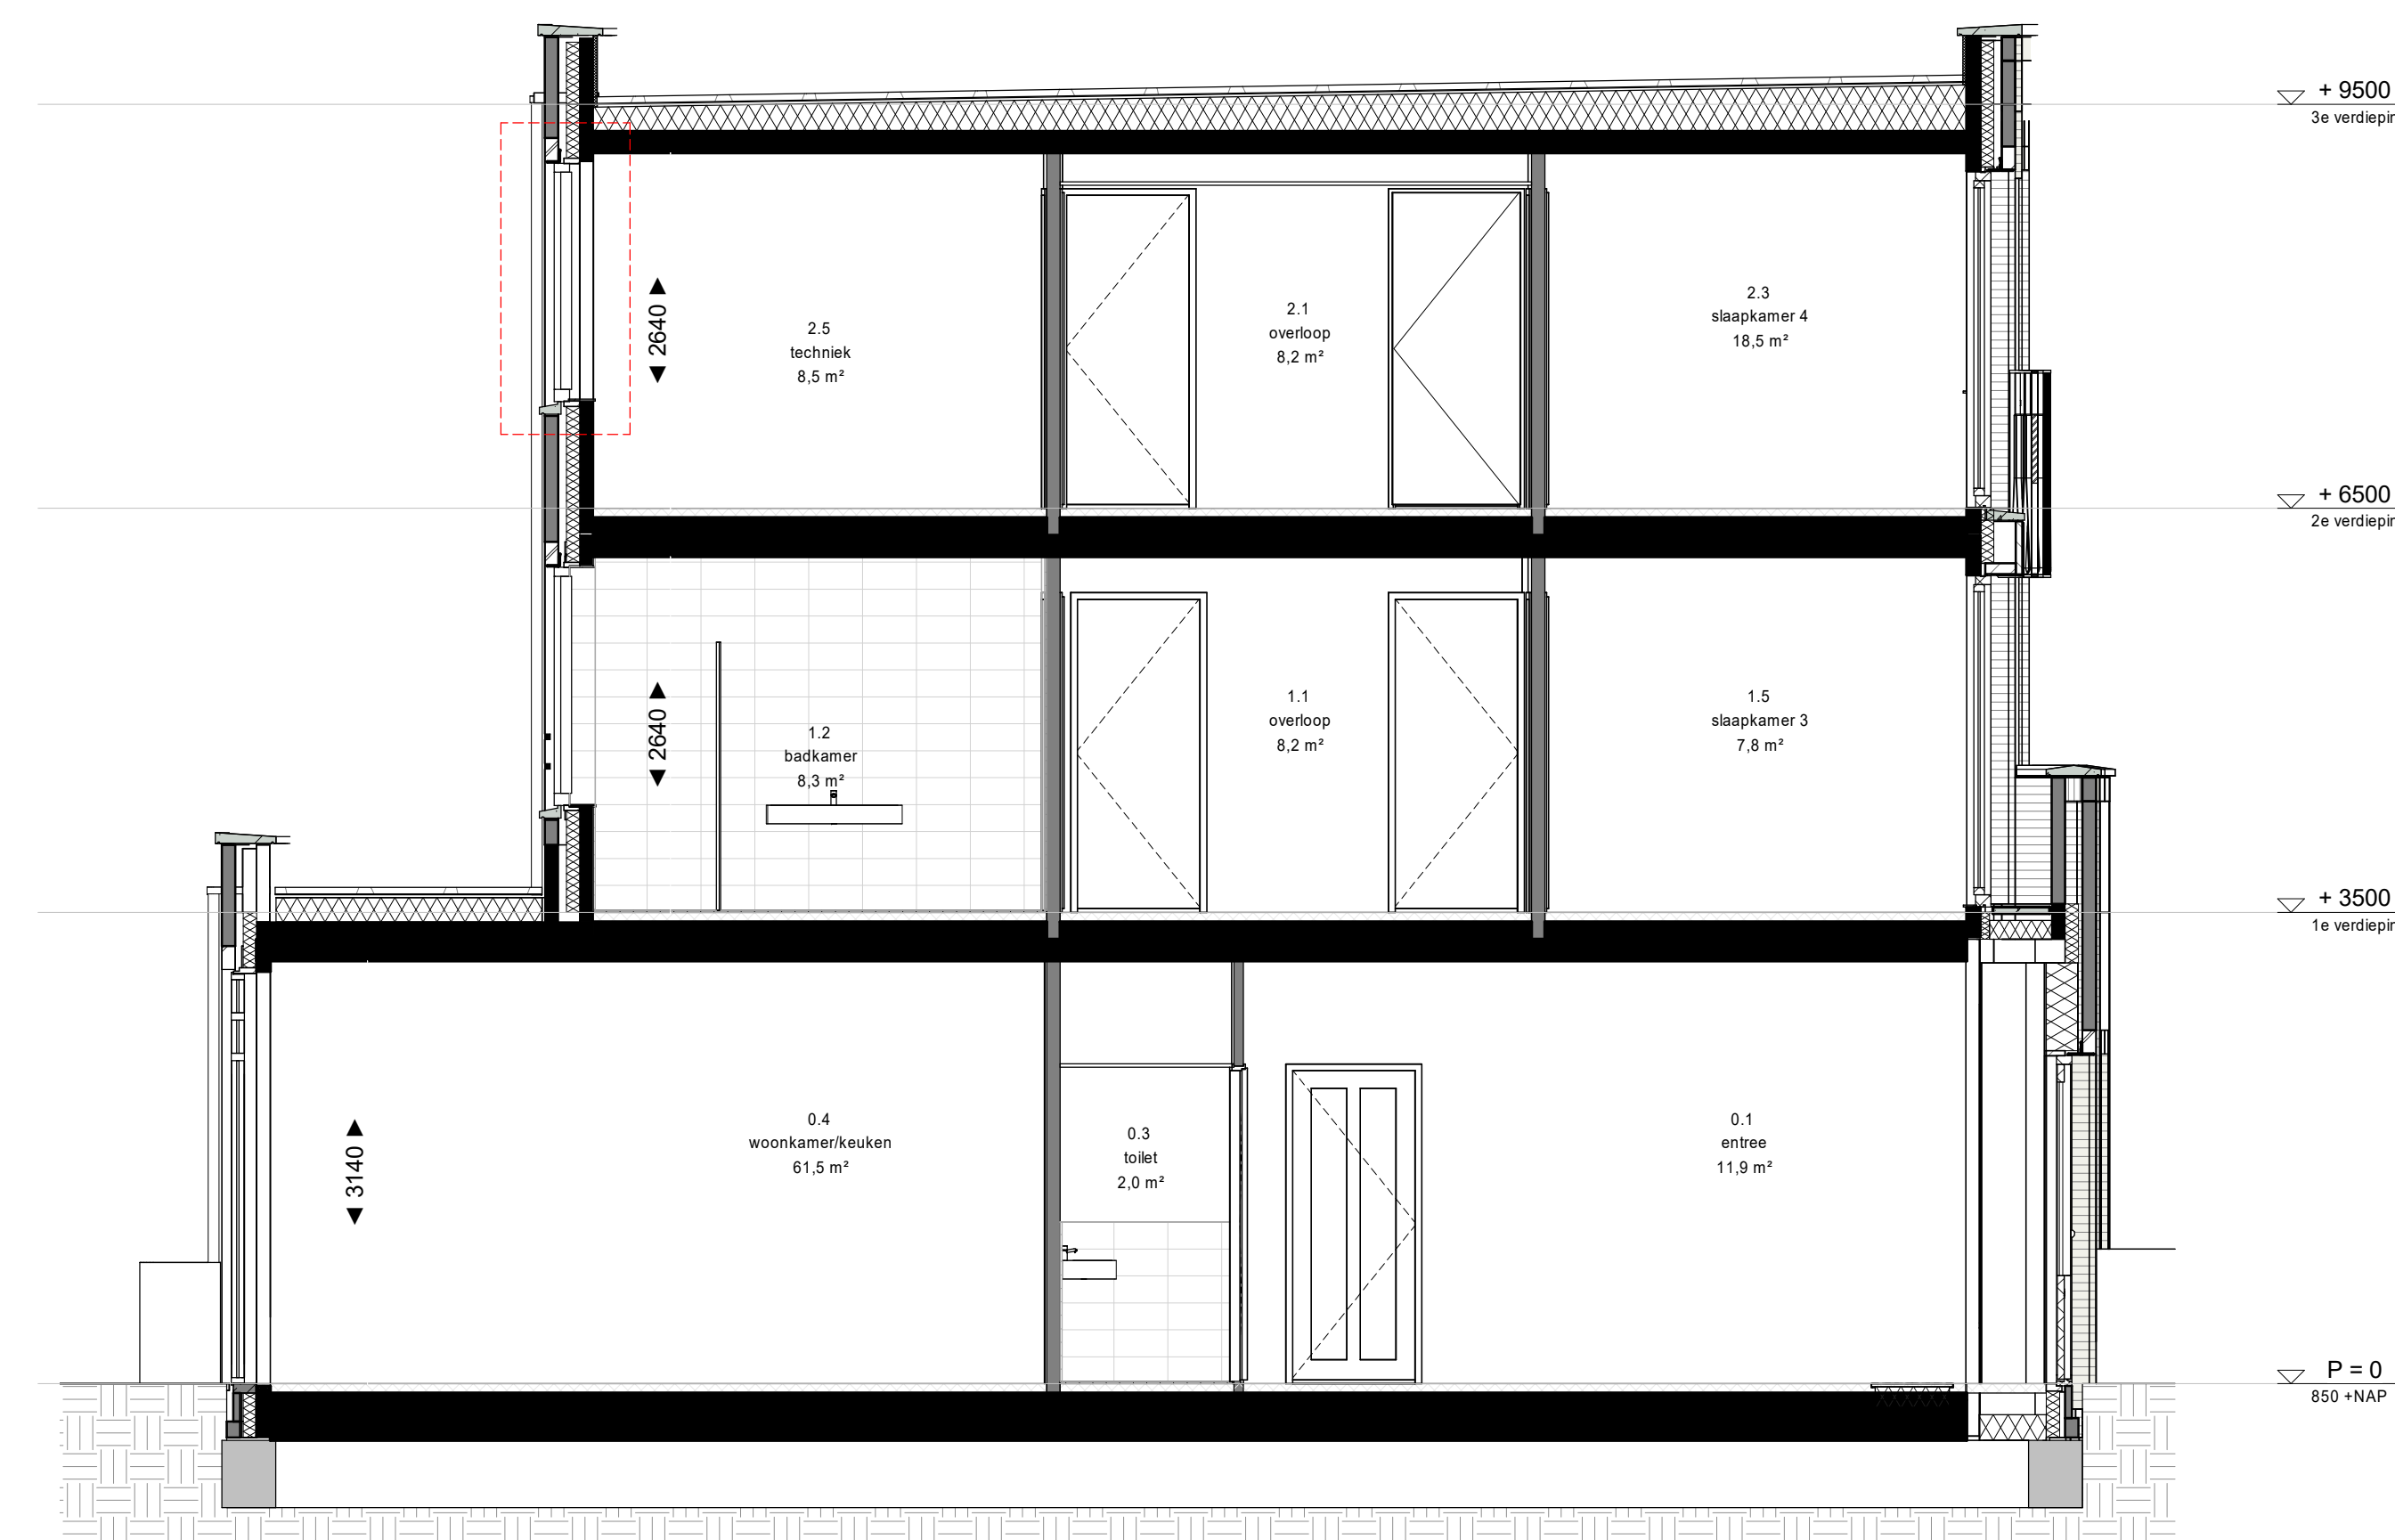 + 9500
3e verdiepin
2.5
techniek
8,5 m²
2640
2.1
overloop
8,2 m²
2.3
slaapkamer 4
18,5 m²
+ 6500
2e verdiepin
1.2
badkamer
8,3 m²
2640
1.1
overloop
8,2 m²
1.5
slaapkamer 3
7,8 m²
+ 3500
1e verdiepin
0.4
woonkamer/keuken
61,5 m²
3140
0.3
toilet
2,0 m²
0.1
entree
11,9 m²
P = 0
850 +NAP